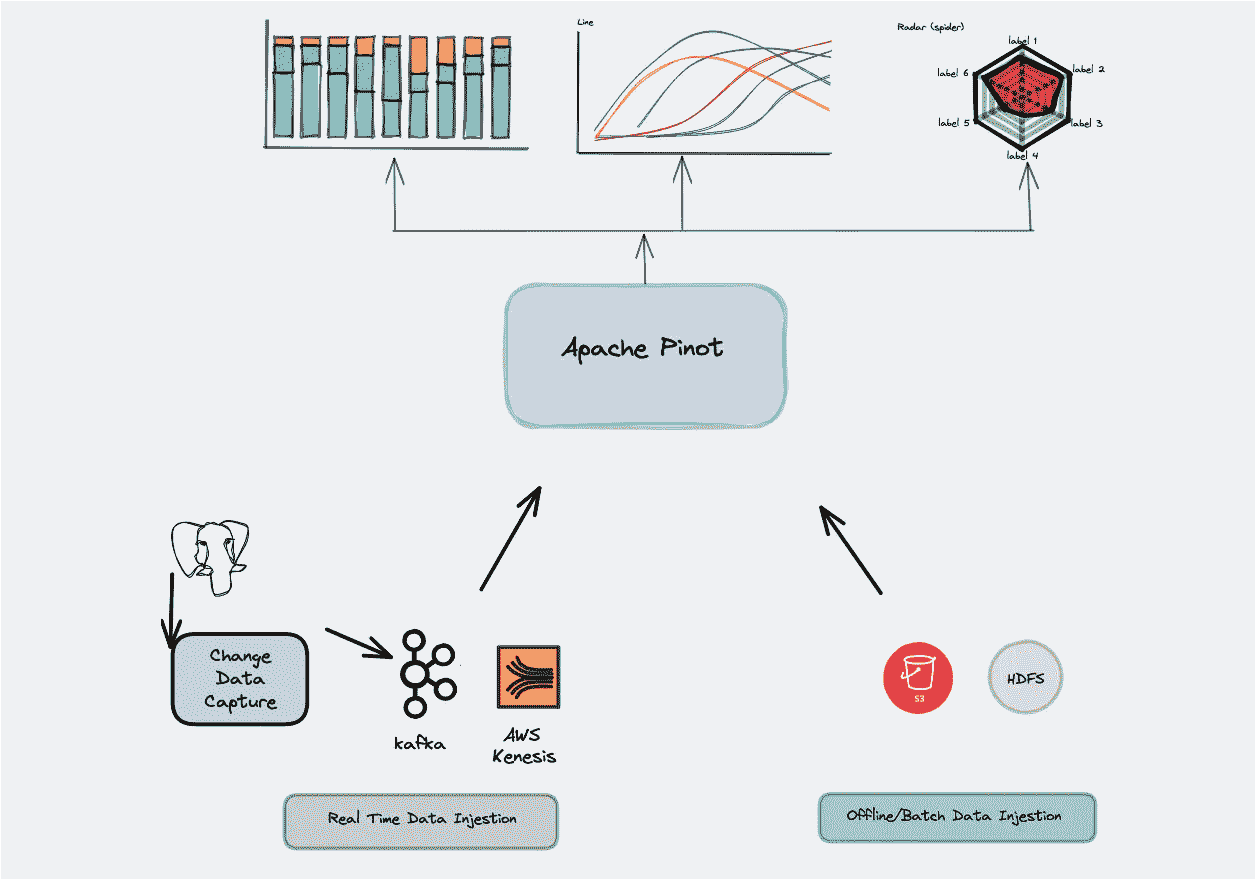 Line
Radar (spider)
label 1
label 6
label 2
label 5
label 3
label 4
Apache Pinot
Change
Data
Capture
kafka
AWS
Kenesis
S3
HDFS
Real Time Data Injestion
Offline/Batch Data Injestion